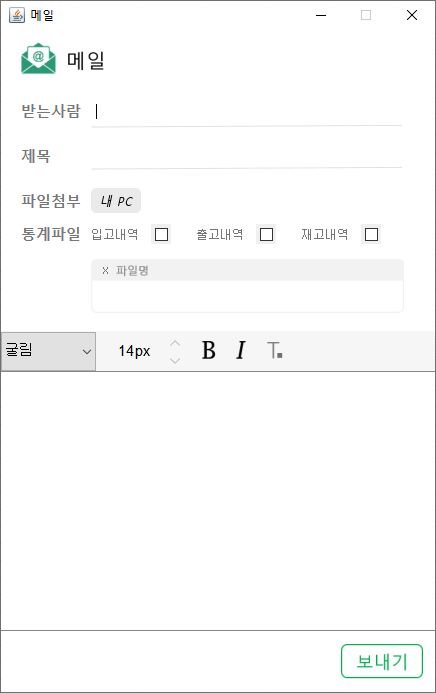 메일
메일
받는사람
제목
파일첨부 내 PC
통계파일 입고내역 출고내역 재고내역
x 파일명
굴림 14px B I T
보내기